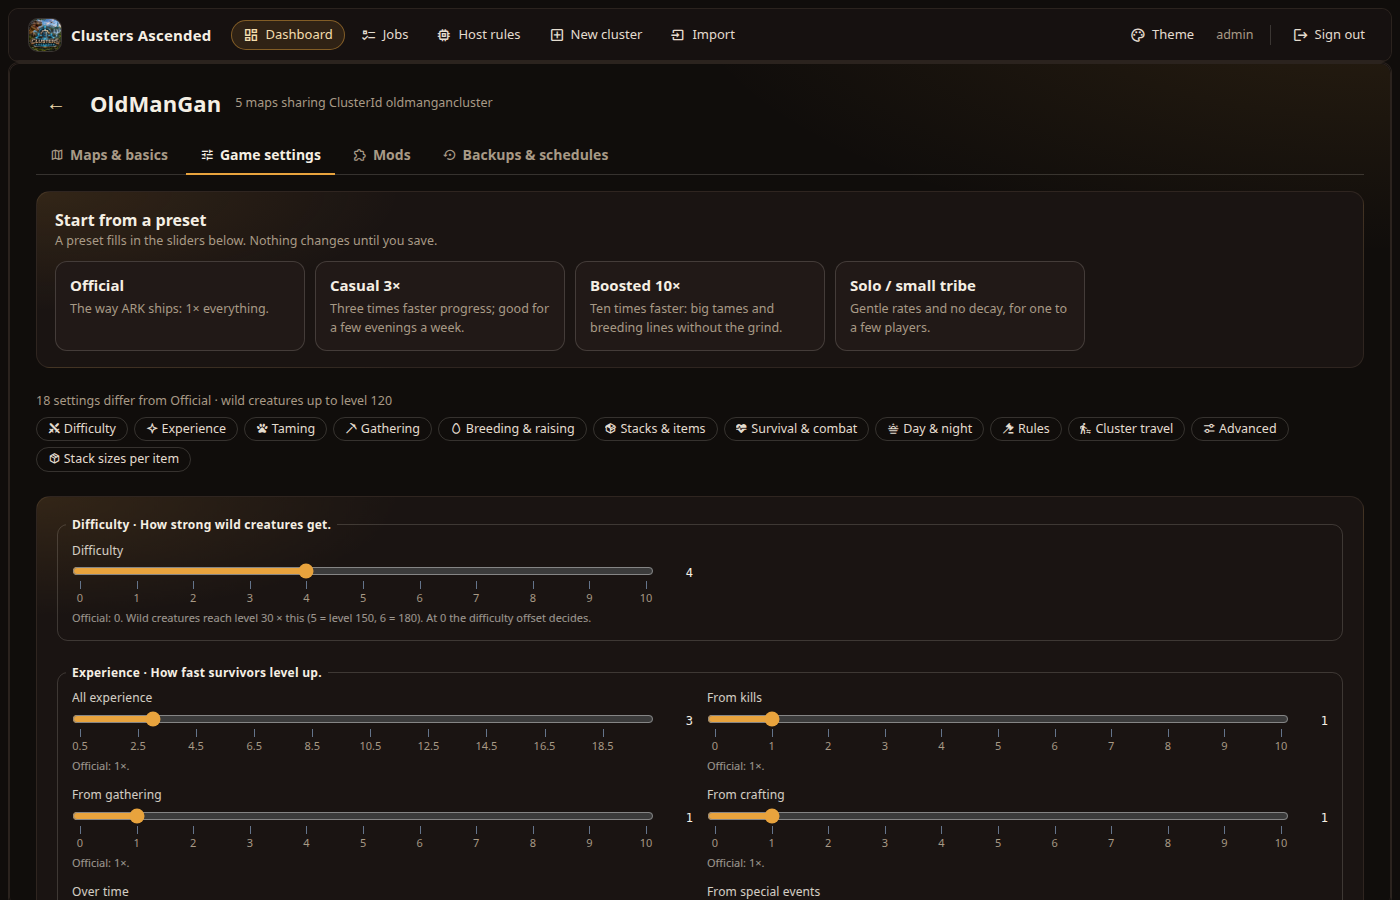 Clusters Ascended
Dashboard
Jobs
Host rules
New cluster
Import
Theme
admin
Sign out
← OldManGan 5 maps sharing ClusterId oldmangancluster
Maps & basics
Game settings
Mods
Backups & schedules
Start from a preset
A preset fills in the sliders below. Nothing changes until you save.
Official
The way ARK ships: 1× everything.
Casual 3×
Three times faster progress; good for
a few evenings a week.
Boosted 10×
Ten times faster: big tames and
breeding lines without the grind.
Solo / small tribe
Gentle rates and no decay, for one to
a few players.
18 settings differ from Official · wild creatures up to level 120
Difficulty
Experience
Taming
Gathering
Breeding & raising
Stacks & items
Survival & combat
Day & night
Rules
Cluster travel
Advanced
Stack sizes per item
Difficulty · How strong wild creatures get.
Difficulty
4
0 1 2 3 4 5 6 7 8 9 10
Official: 0. Wild creatures reach level 30 × this (5 = level 150, 6 = 180). At 0 the difficulty offset decides.
Experience · How fast survivors level up.
All experience
3
0.5 2.5 4.5 6.5 8.5 10.5 12.5 14.5 16.5 18.5
Official: 1×.
From kills
1
0 1 2 3 4 5 6 7 8 9 10
Official: 1×.
From gathering
1
0 1 2 3 4 5 6 7 8 9 10
Official: 1×.
From crafting
1
0 1 2 3 4 5 6 7 8 9 10
Official: 1×.
Over time
From special events